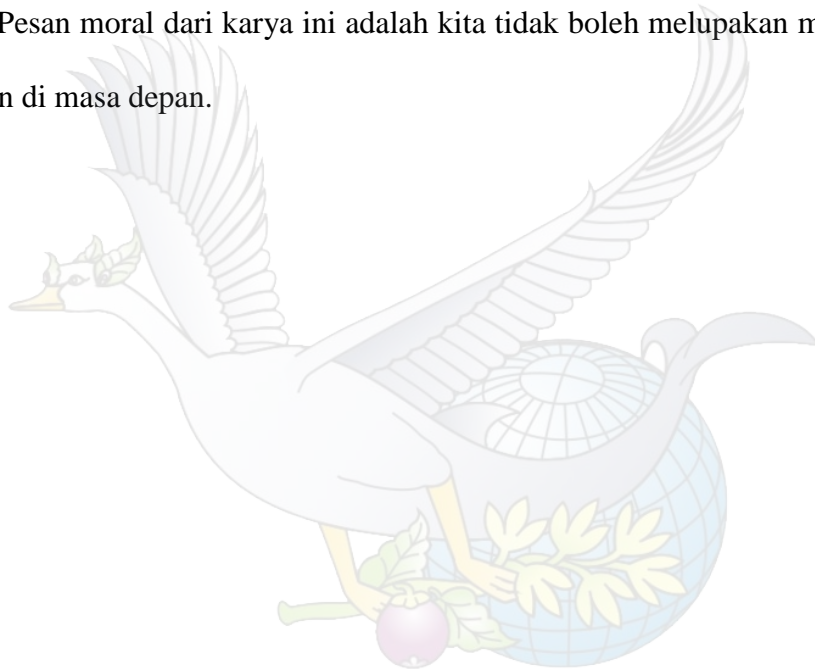 Pesan moral dari karya ini adalah kita tidak boleh melupakan
n di masa depan.